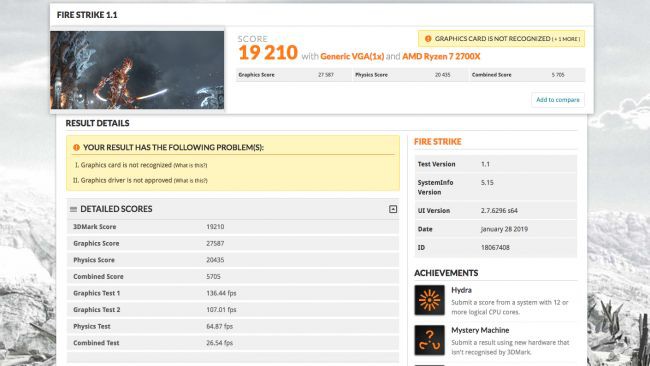 FIRE STRIKE 1.1
SCORE
19 210 with Generic VGA(1x) and AMD Ryzen 7 2700X
GRAPHICS CARD IS NOT RECOGNIZED ( + 1 MORE )
Graphics Score 27 587 Physics Score 20 435 Combined Score 5 705
Add to compare
RESULT DETAILS
YOUR RESULT HAS THE FOLLOWING PROBLEM(S):
I. Graphics card is not recognized (What is this?)
II. Graphics driver is not approved (What is this?)
DETAILED SCORES
3DMark Score 19210
Graphics Score 27587
Physics Score 20435
Combined Score 5705
Graphics Test 1 136.44 fps
Graphics Test 2 107.01 fps
Physics Test 64.87 fps
Combined Test 26.54 fps
FIRE STRIKE
Test Version 1.1
SystemInfo Version 5.15
UI Version 2.7.6296 s64
Date January 28 2019
ID 18067408
ACHIEVEMENTS
Hydra
Submit a score from a system with 12 or
more logical CPU cores.
Mystery Machine
Submit a result using new hardware that
isn't recognised by 3DMark.